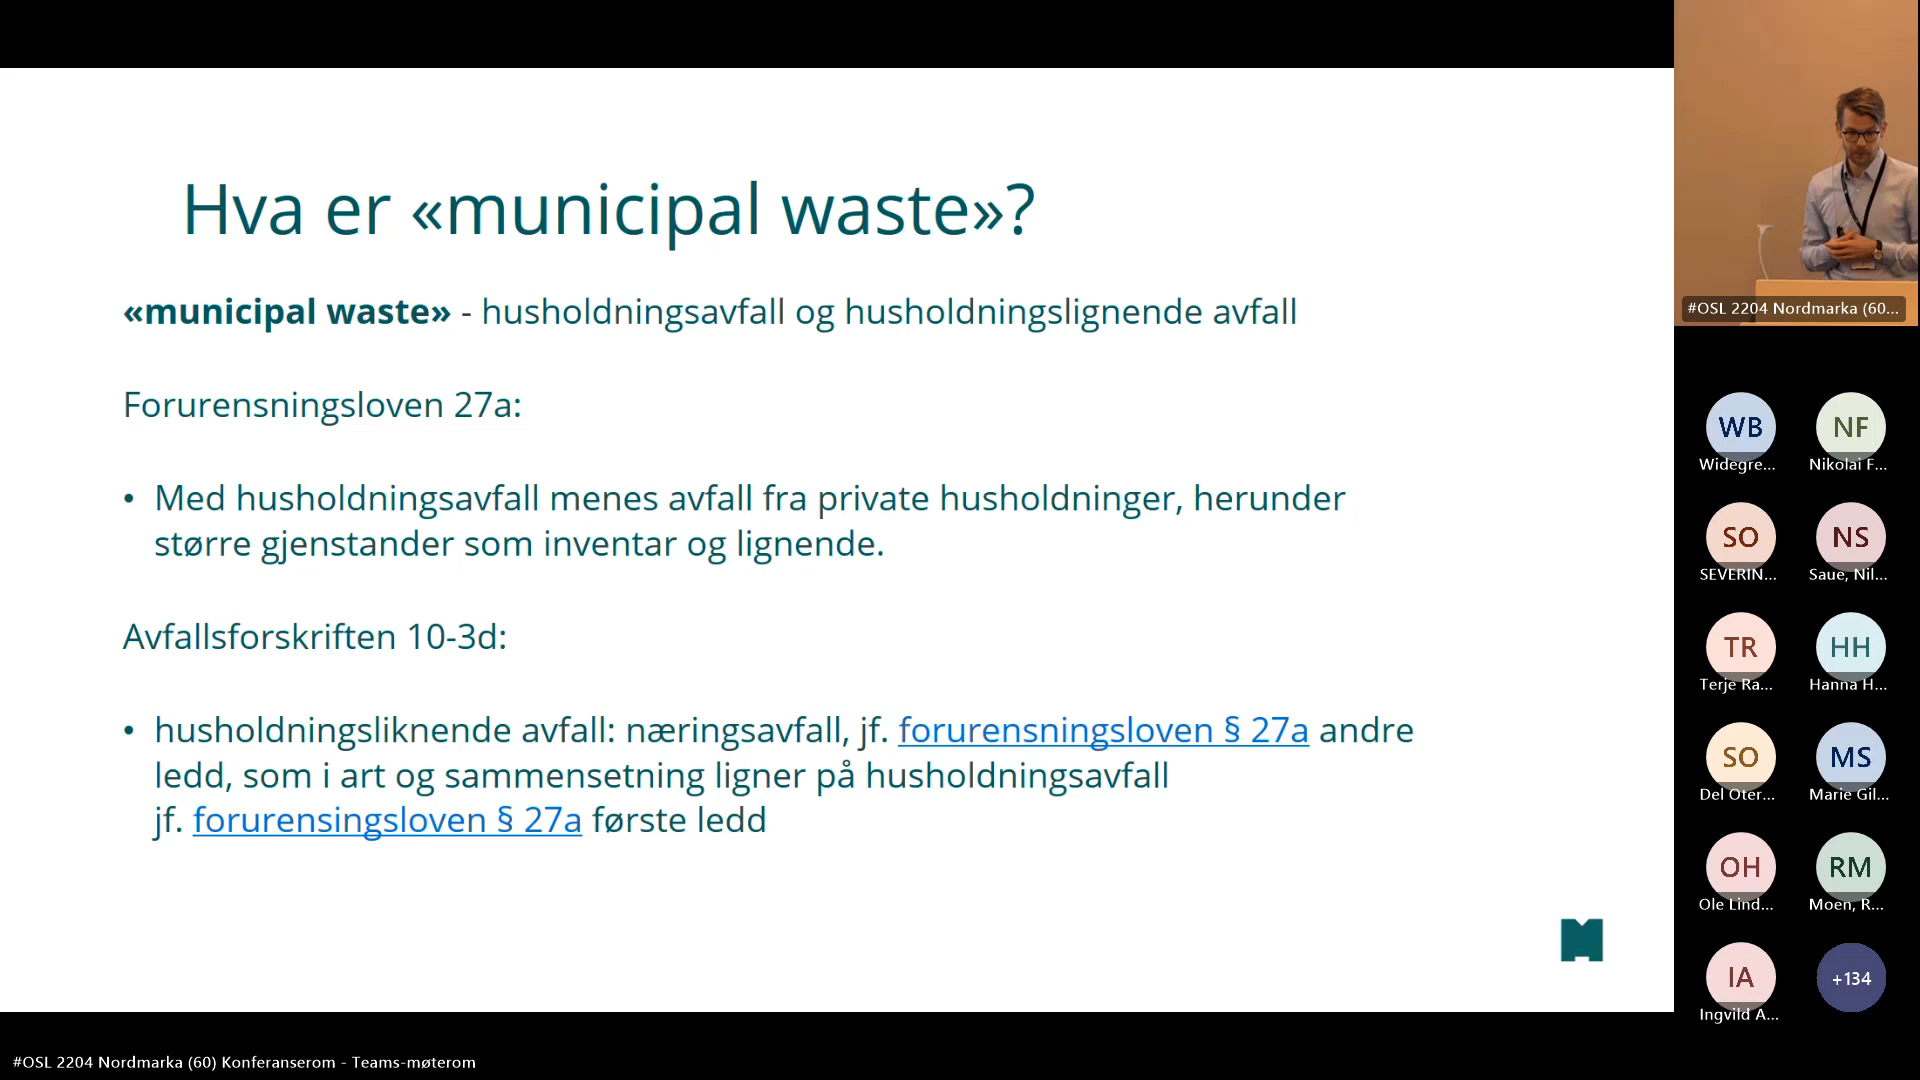 Hva er «municipal waste»?
«municipal waste» - husholdningsavfall og husholdningslignende avfall
Forurensningsloven 27a:
• Med husholdningsavfall menes avfall fra private husholdninger, herunder
større gjenstander som inventar og lignende.
Avfallsforskriften 10-3d:
• husholdningsliknende avfall: næringsavfall, jf. forurensningsloven § 27a andre
ledd, som i art og sammensetning ligner på husholdningsavfall
jf. forurensingsloven § 27a første ledd
#OSL 2204 Nordmarka (60...
WB
Widegre...
NF
Nikolai F...
SO
SEVERIN...
NS
Saue, Nil...
TR
Terje Ra...
HH
Hanna H...
SO
Del Oter...
MS
Marie Gil...
OH
Ole Lind...
RM
Moen, R...
IA
Ingvild A...
+134
#OSL 2204 Nordmarka (60) Konferanserom - Teams-møterom